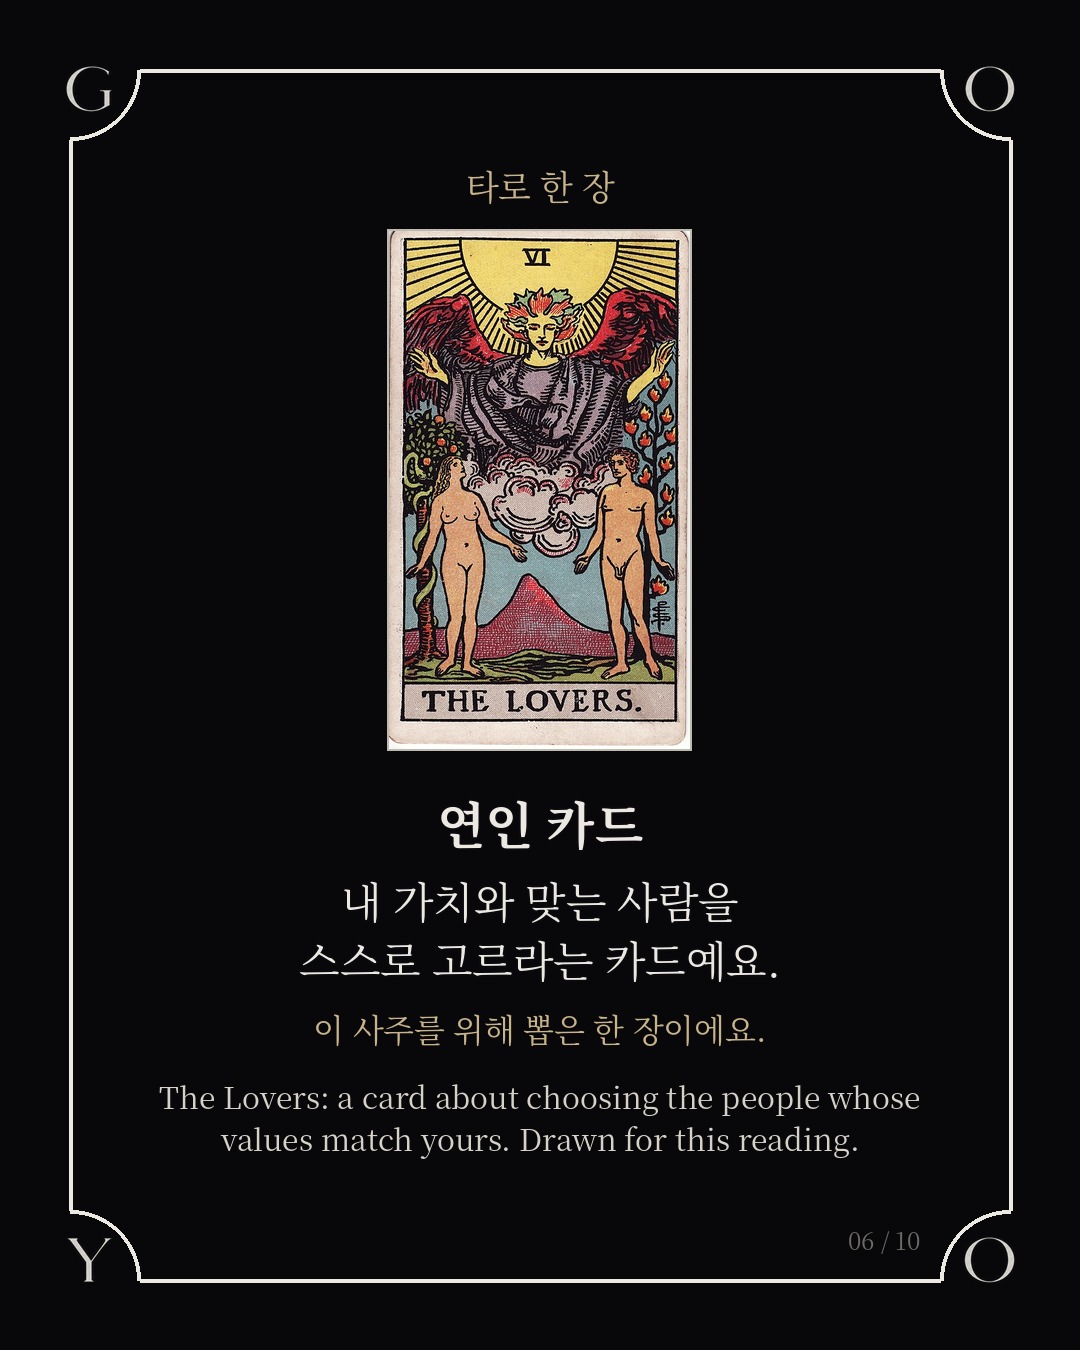 G O
타로 한 장
VI
THE LOVERS.
연인 카드
내 가치와 맞는 사람을
스스로 고르라는 카드예요.
이 사주를 위해 뽑은 한 장이에요.
The Lovers: a card about choosing the people whose
values match yours. Drawn for this reading.
06 / 10
Y O